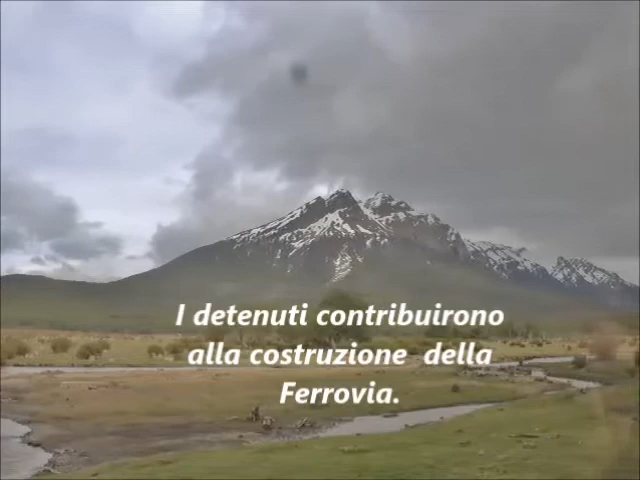 I detenuti contribuirono
alla costruzione della
Ferrovia.